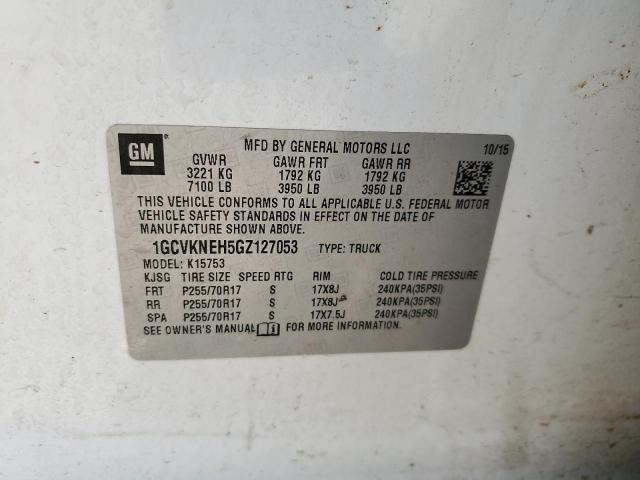 GM
MFD BY GENERAL MOTORS LLC 10/15
GVWR GAWR FRT GAWR RR
3221 KG 1792 KG 1792 KG
7100 LB 3950 LB 3950 LB
THIS VEHICLE CONFORMS TO ALL APPLICABLE U.S. FEDERAL MOTOR
VEHICLE SAFETY STANDARDS IN EFFECT ON THE DATE OF
MANUFACTURE SHOWN ABOVE.
1GCVKNEH5GZ127053 TYPE: TRUCK
MODEL: K15753
KJSG TIRE SIZE SPEED RTG RIM COLD TIRE PRESSURE
FRT P255/70R17 S 17X8J 240KPA(35PSI)
RR P255/70R17 S 17X8J 240KPA(35PSI)
SPA P255/70R17 S 17X7.5J 240KPA(35PSI)
SEE OWNER'S MANUAL FOR MORE INFORMATION.